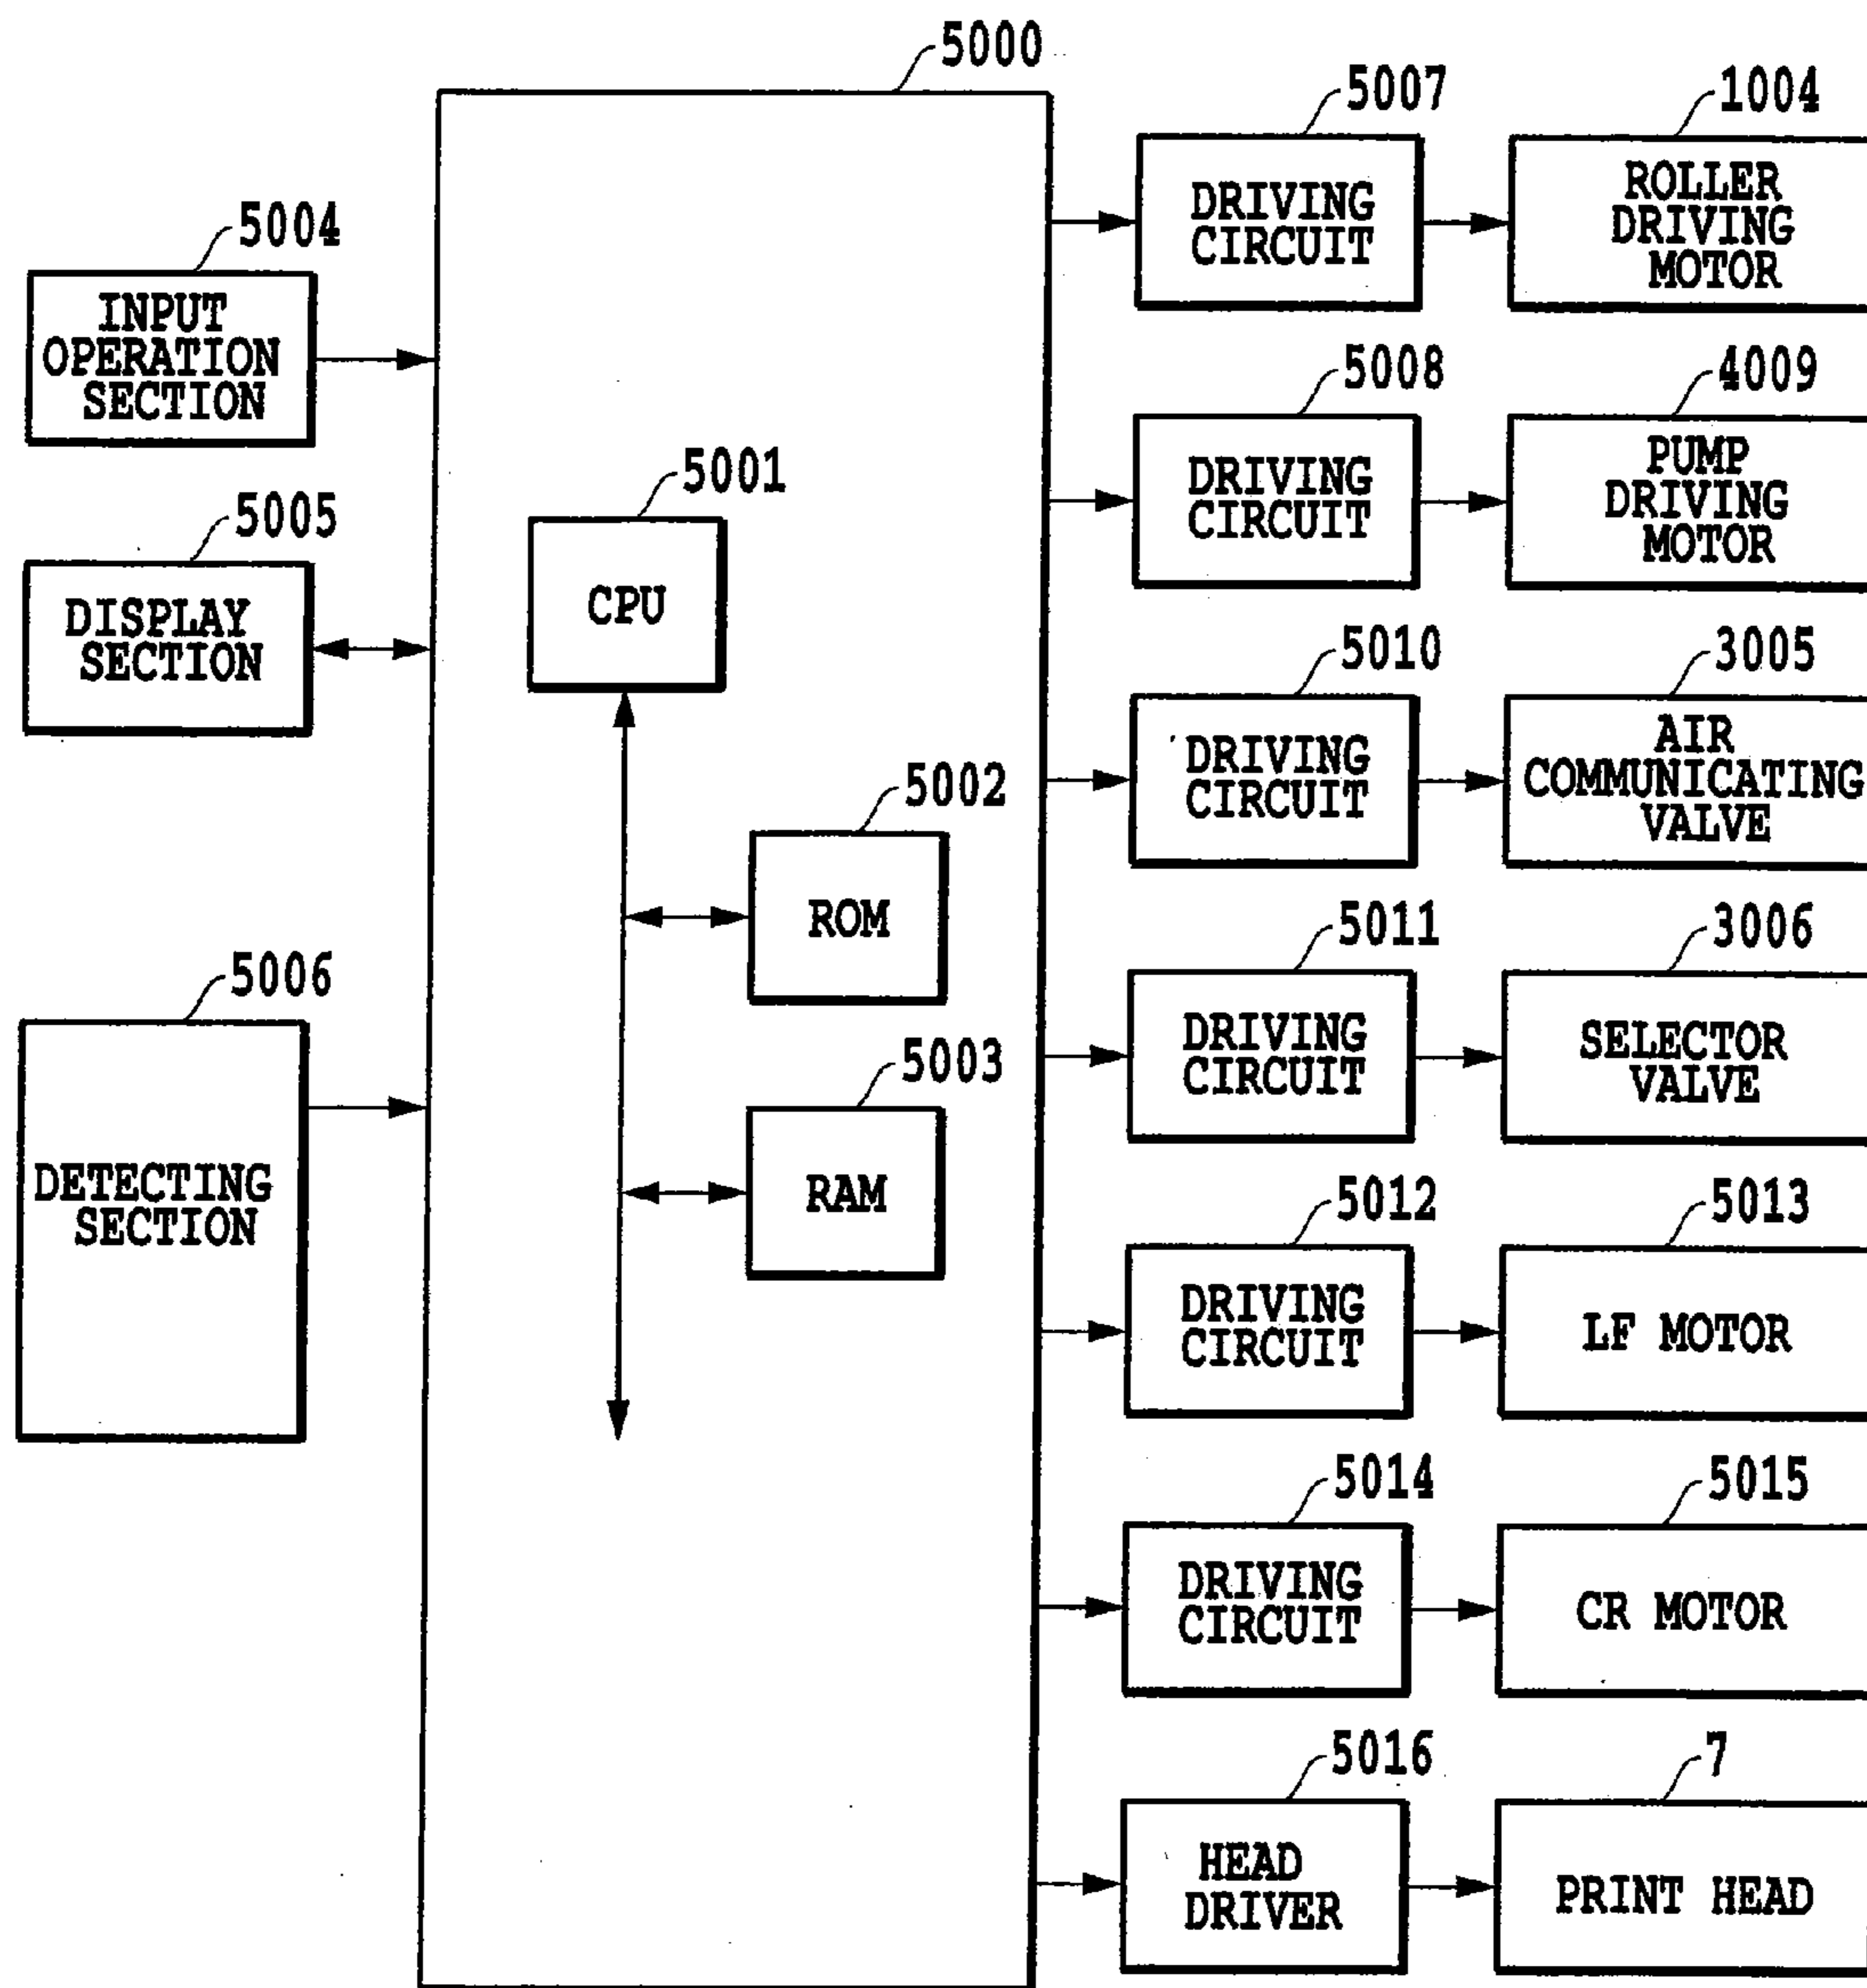 5000
5004
INPUT
OPERATION
SECTION
5005
DISPLAY
SECTION
5006
DETECTING
SECTION
5001
CPU
5002
ROM
5003
RAM
5007
DRIVING
CIRCUIT
1004
ROLLER
DRIVING
MOTOR
5008
DRIVING
CIRCUIT
4009
PUMP
DRIVING
MOTOR
5010
DRIVING
CIRCUIT
3005
AIR
COMMUNICATING
VALVE
5011
DRIVING
CIRCUIT
3006
SELECTOR
VALVE
5012
DRIVING
CIRCUIT
5013
LF MOTOR
5014
DRIVING
CIRCUIT
5015
CR MOTOR
5016
HEAD
DRIVER
7
PRINT HEAD